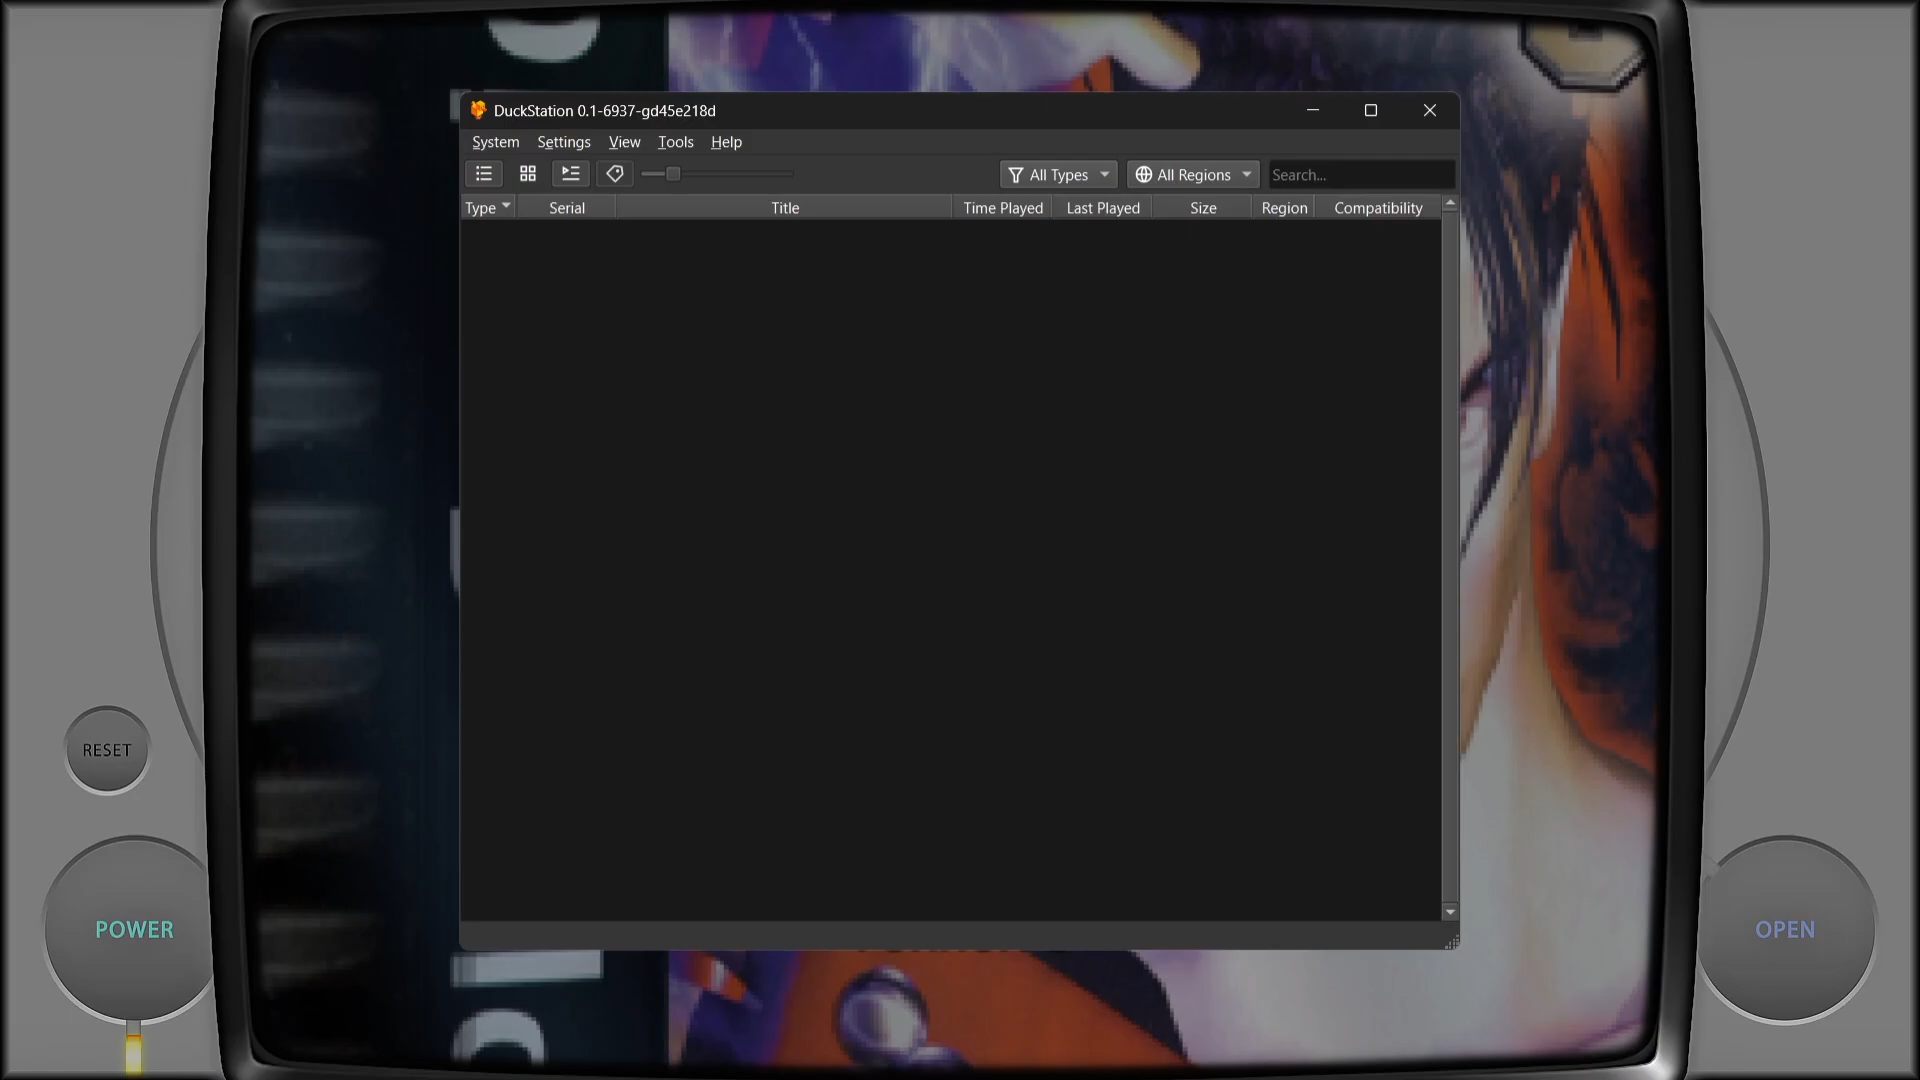 DuckStation 0.1-6937-gd45e218d
System Settings View Tools Help
All Types All Regions Search...
Type Serial Title Time Played Last Played Size Region Compatibility
RESET
POWER
OPEN